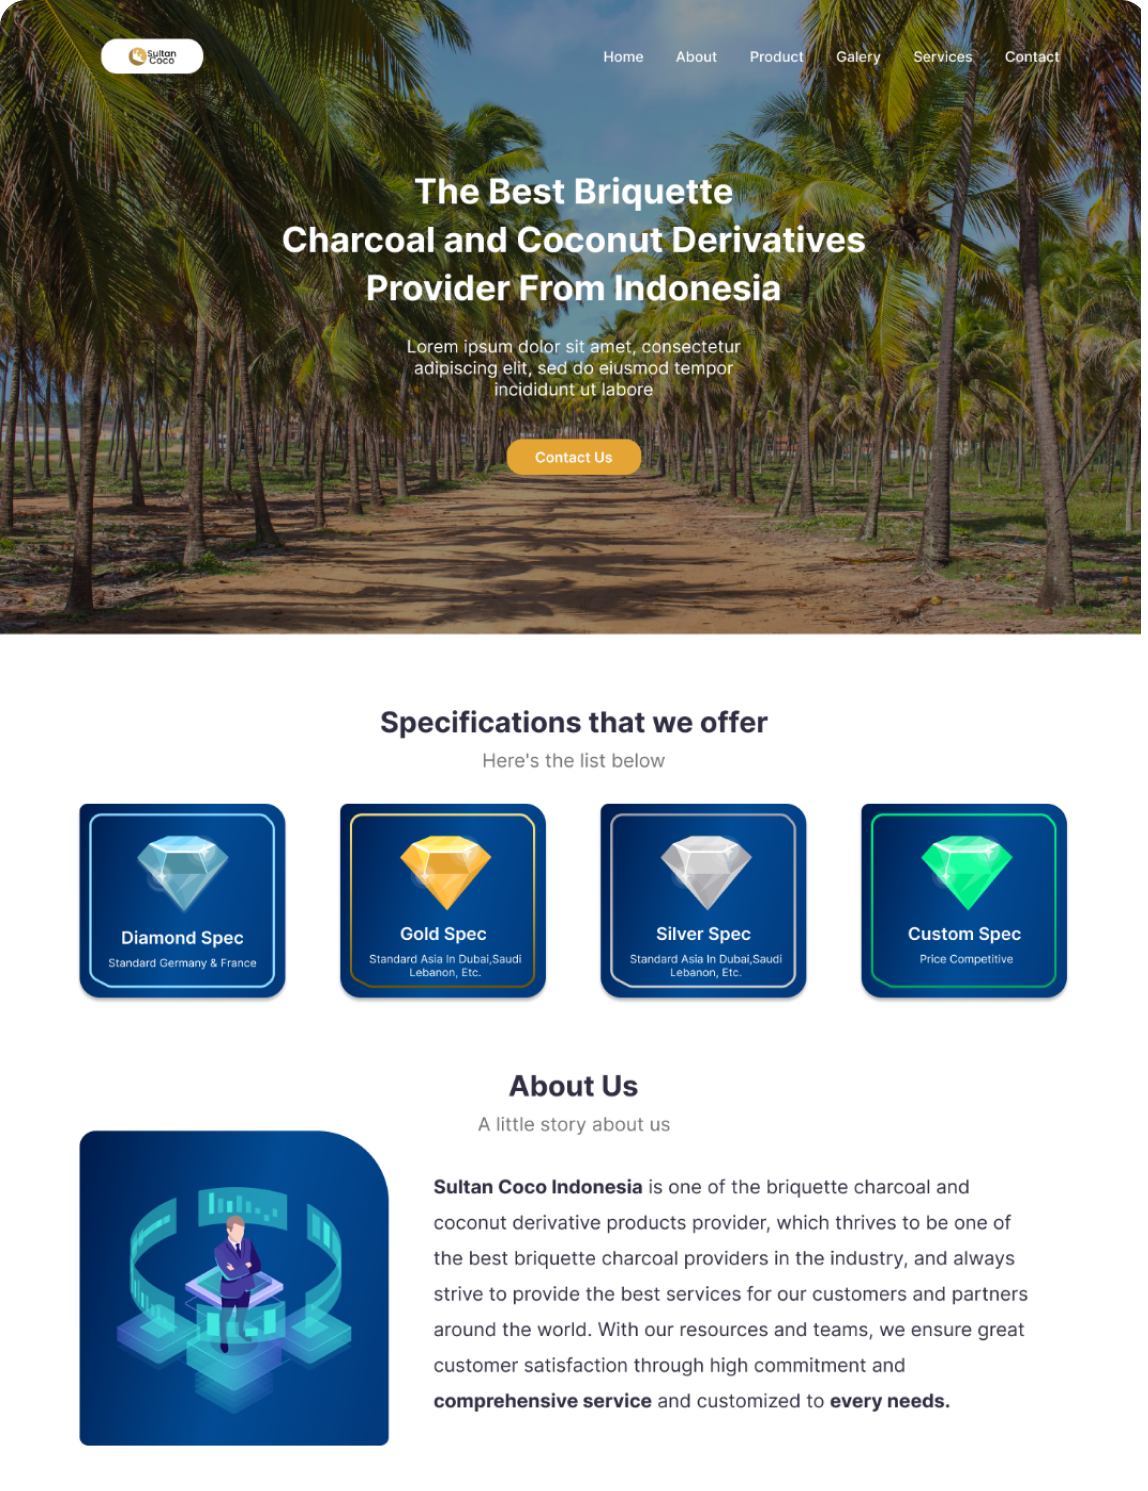 Sultan
Coco
Home About Product Galery Services Contact
The Best Briquette
Charcoal and Coconut Derivatives
Provider From Indonesia
Lorem ipsum dolor sit amet, consectetur
adipiscing elit, sed do eiusmod tempor
incididunt ut labore
Contact Us
Specifications that we offer
Here's the list below
Diamond Spec
Standard Germany & France
Gold Spec
Standard Asia In Dubai,Saudi
Lebanon, Etc.
Silver Spec
Standard Asia In Dubai,Saudi
Lebanon, Etc.
Custom Spec
Price Competitive
About Us
A little story about us
Sultan Coco Indonesia is one of the briquette charcoal and
coconut derivative products provider, which thrives to be one of
the best briquette charcoal providers in the industry, and always
strive to provide the best services for our customers and partners
around the world. With our resources and teams, we ensure great
customer satisfaction through high commitment and
comprehensive service and customized to every needs.